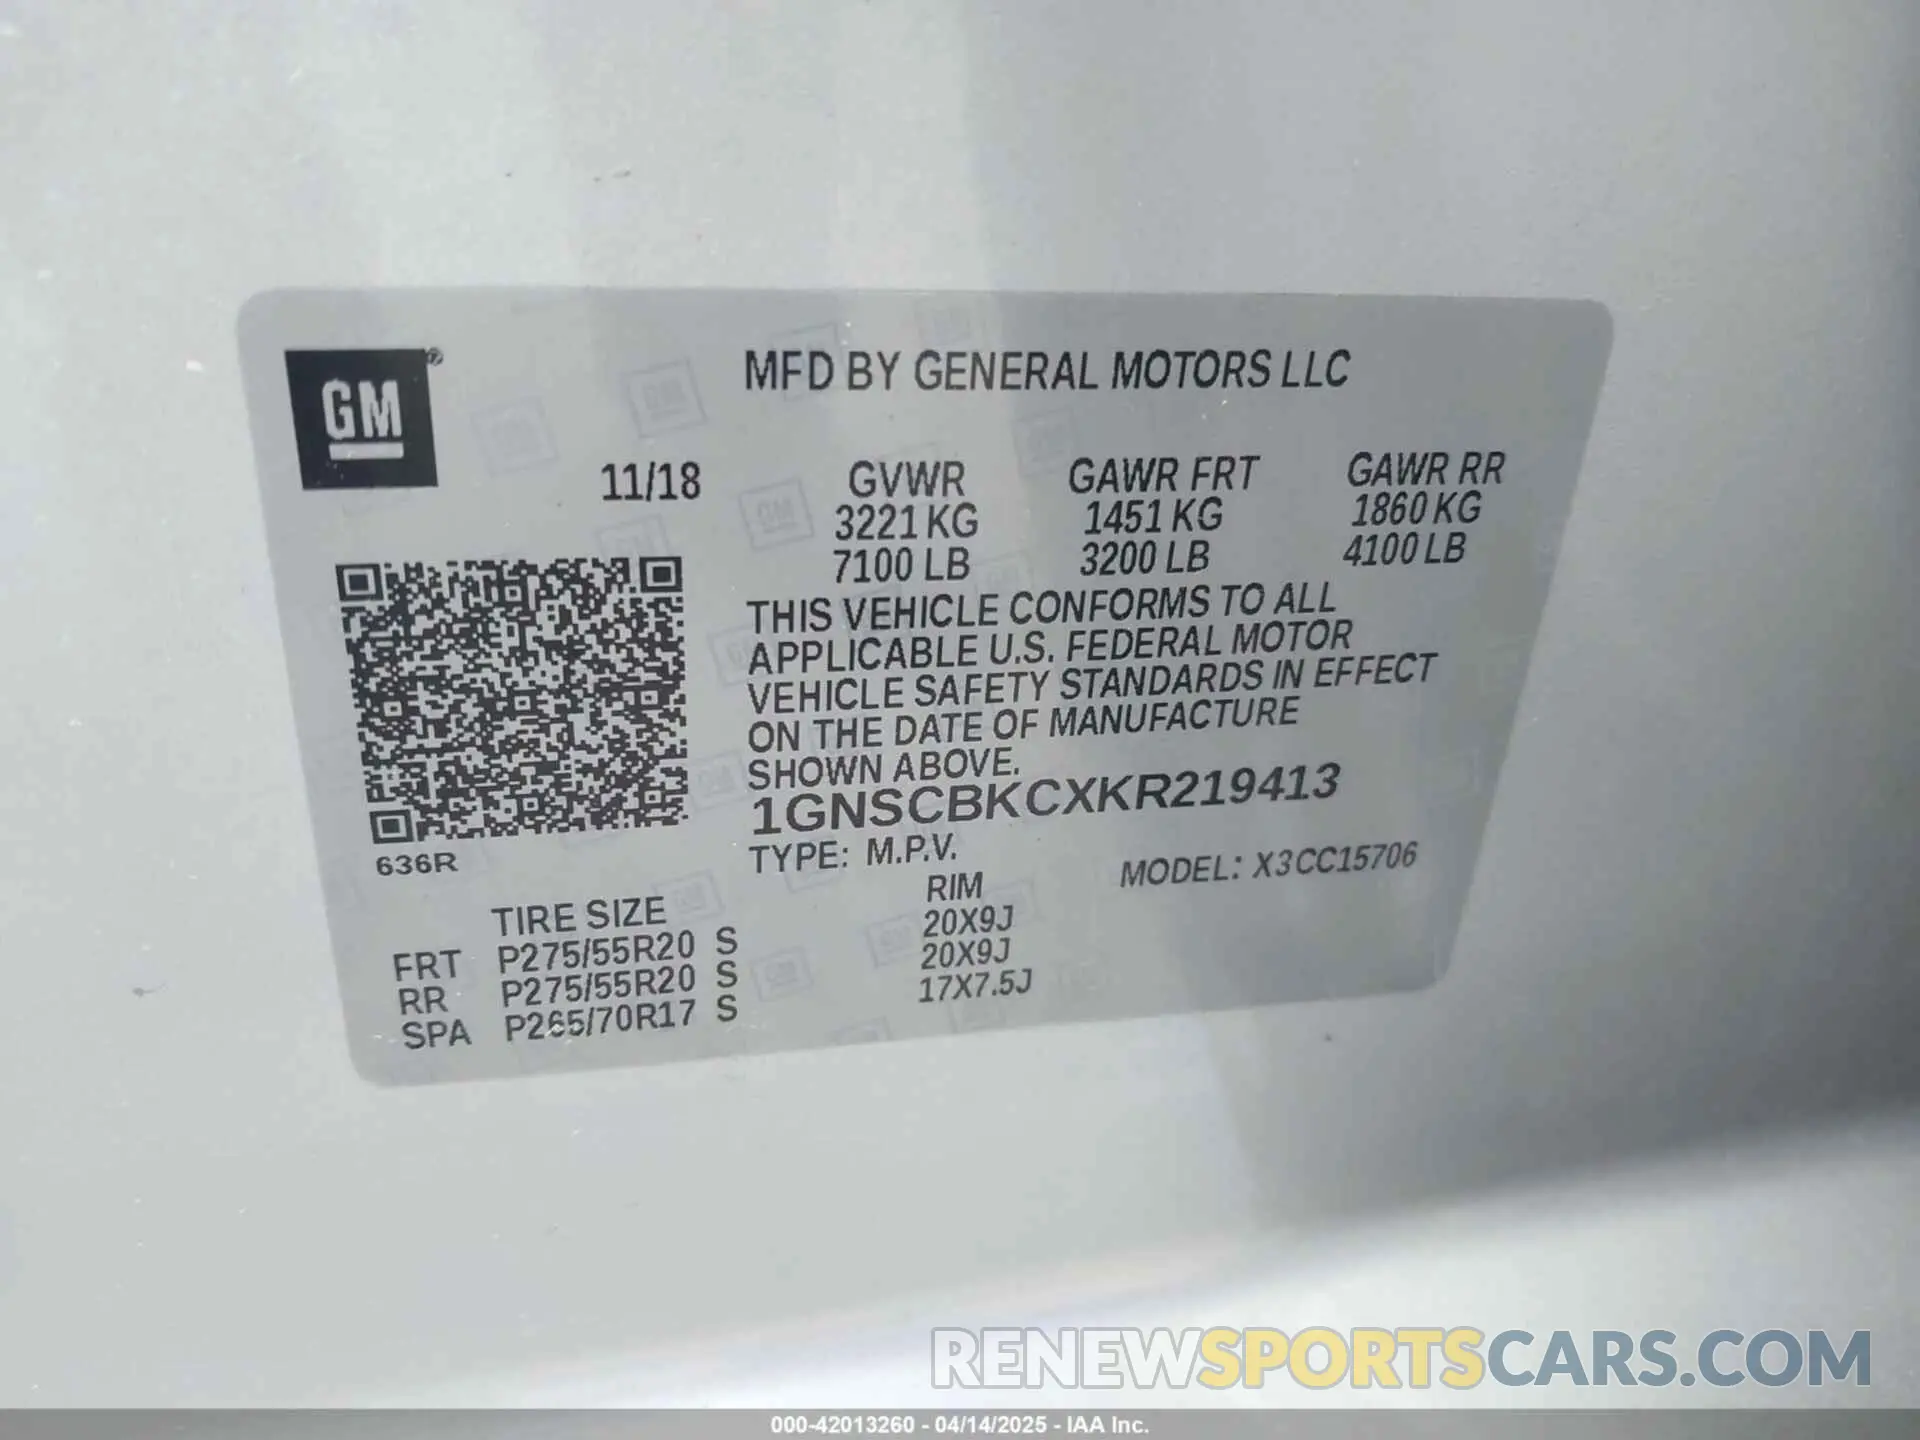 GM®
MFD BY GENERAL MOTORS LLC
11/18 GVWR GAWR FRT GAWR RR
3221 KG 1451 KG 1860 KG
7100 LB 3200 LB 4100 LB
THIS VEHICLE CONFORMS TO ALL
APPLICABLE U.S. FEDERAL MOTOR
VEHICLE SAFETY STANDARDS IN EFFECT
ON THE DATE OF MANUFACTURE
SHOWN ABOVE.
1GNSCBKCXKR219413
636R
TYPE: M.P.V. MODEL: X3CC15706
TIRE SIZE RIM
FRT P275/55R20 S 20X9J
RR P275/55R20 S 20X9J
SPA P265/70R17 S 17X7.5J
RENEWSPORTSCARS.COM
000-42013260 - 04/14/2025 - IAA Inc.